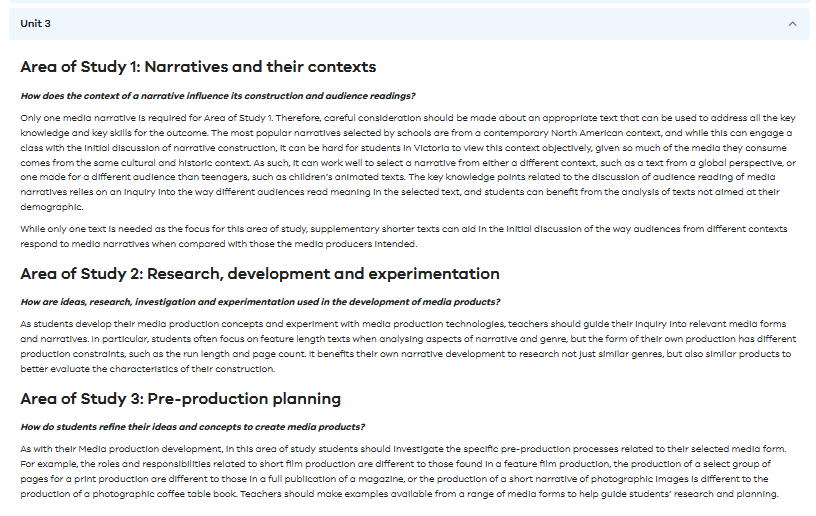 Unit 3
Area of Study 1: Narratives and their contexts
How does the context of a narrative influence its construction and audience readings?
Only one media narrative is required for Area of Study 1. Therefore, careful consideration should be made about an appropriate text that can be used to address all the key
knowledge and key skills for the outcome. The most popular narratives selected by schools are from a contemporary North American context, and while this can engage a
class with the initial discussion of narrative construction, it can be hard for students in Victoria to view this context objectively, given so much of the media they consume
comes from the same cultural and historic context. As such, it can work well to select a narrative from either a different context, such as a text from a global perspective, or
one made for a different audience than teenagers, such as children's animated texts. The key knowledge points related to the discussion of audience reading of media
narratives relies on an inquiry into the way different audiences read meaning in the selected text, and students can benefit from the analysis of texts not aimed at their
demographic.
While only one text is needed as the focus for this area of study, supplementary shorter texts can aid in the initial discussion of the way audiences from different contexts
respond to media narratives when compared with those the media producers intended.
Area of Study 2: Research, development and experimentation
How are ideas, research, investigation and experimentation used in the development of media products?
As students develop their media production concepts and experiment with media production technologies, teachers should guide their inquiry into relevant media forms
and narratives. In particular, students often focus on feature length texts when analysing aspects of narrative and genre, but the form of their own production has different
production constraints, such as the run length and page count. It benefits their own narrative development to research not just similar genres, but also similar products to
better evaluate the characteristics of their construction.
Area of Study 3: Pre-production planning
How do students refine their ideas and concepts to create media products?
As with their Media production development, in this area of study students should investigate the specific pre-production processes related to their selected media form.
For example, the roles and responsibilities related to short film production are different to those found in a feature film production, the production of a select group of
pages for a print production are different to those in a full publication of a magazine, or the production of a short narrative of photographic images is different to the
production of a photographic coffee table book. Teachers should make examples available from a range of media forms to help guide students' research and planning.